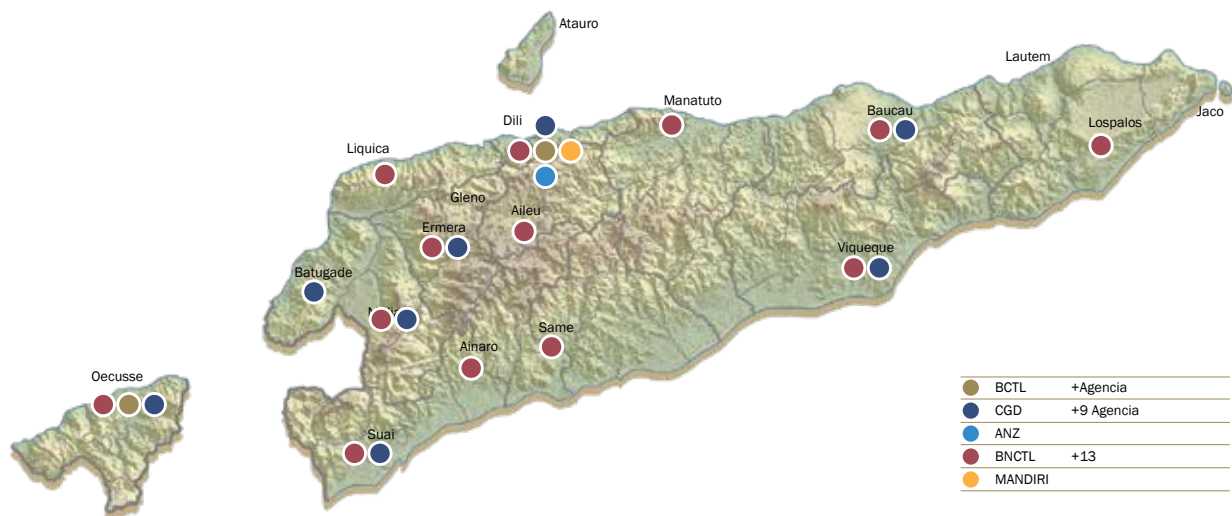 Atauro
Lautem
Manatuto
Jaco
Baucau
Dili
Lospalos
Liquica
Gleno
Aileu
Ermera
Viqueque
Batugade
Same
Ainaro
Oecusse
Suai
BCTL +Agencia
CGD +9 Agencia
ANZ
BNCTL +13
MANDIRI